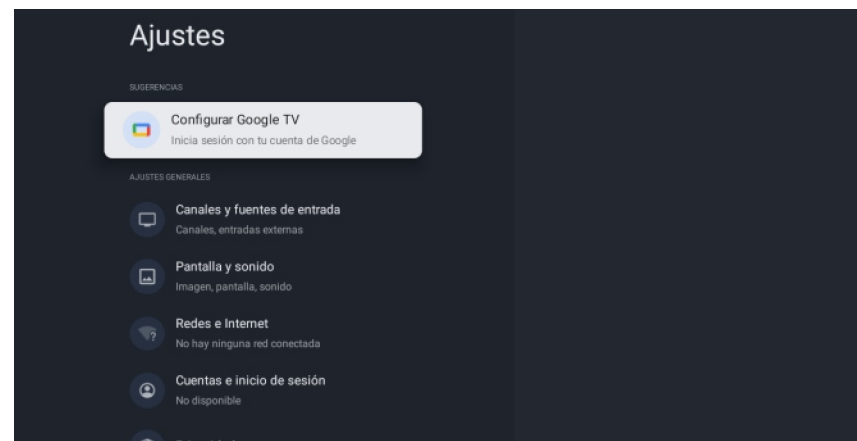 Ajustes
SUGERENCIAS
Configurar Google TV
Inicia sesión con tu cuenta de Google
AJUSTES GENERALES
Canales y fuentes de entrada
Canales, entradas externas
Pantalla y sonido
Imagen, pantalla, sonido
Redes e Internet
No hay ninguna red conectada
Cuentas e inicio de sesión
No disponible